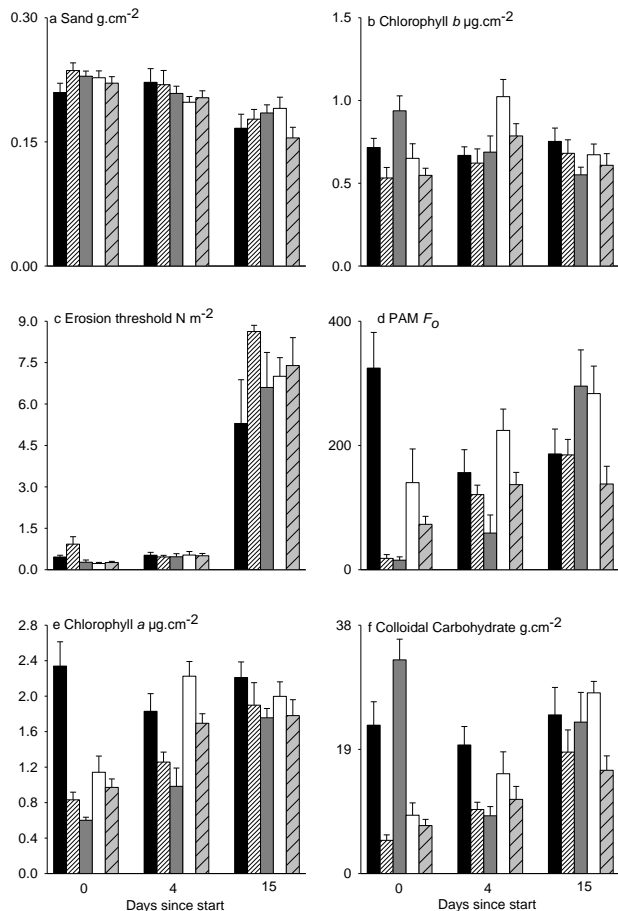 a Sand g.cm-2
0.30
0.15
0.00
b Chlorophyll b µg.cm-2
1.5
1.0
0.5
0.0
c Erosion threshold N m-2
9.0
7.5
6.0
4.5
3.0
1.5
0.0
d PAM Fo
400
200
0
e Chlorophyll a µg.cm-2
2.8
2.4
2.0
1.6
1.2
0.8
0.4
0.0
0 4 15
Days since start
f Colloidal Carbohydrate g.cm-2
38
19
0
0 4 15
Days since start